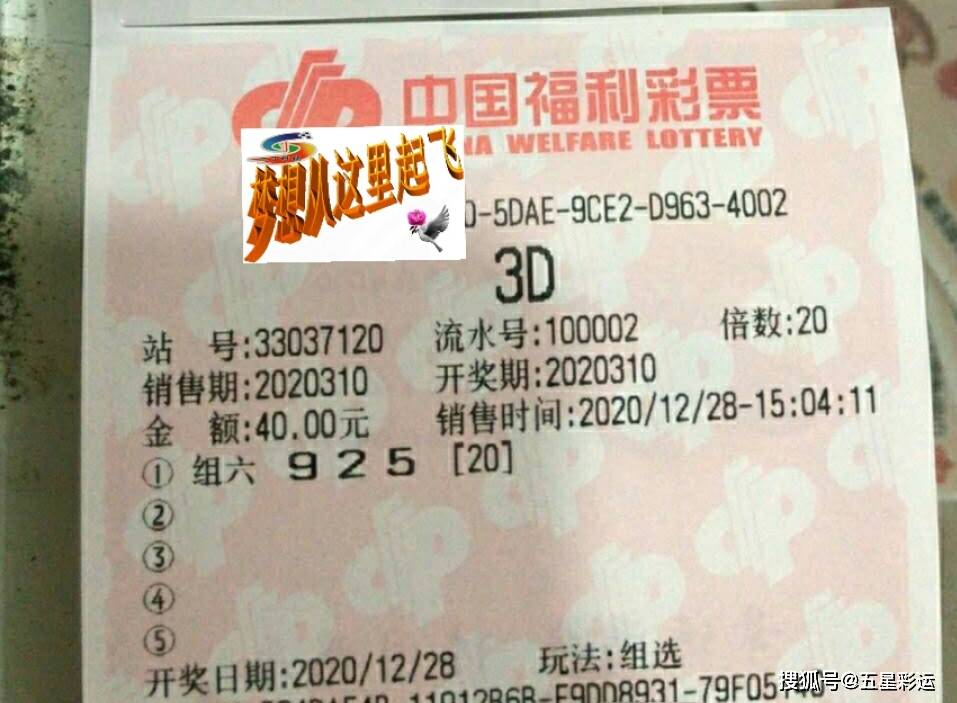 中国福利彩票
NA WELFARE LOTTERY
梦想从这里起飞
0-5DAE-9CE2-D963-4002
3D
站 号:33037120 流水号:100002 倍数:20
销售期:2020310 开奖期:2020310
金 额:40.00元 销售时间:2020/12/28-15:04:11
① 组六 925 [20]
②
③
④
⑤
开奖日期:2020/12/28 玩法:组选
搜狐号@五星彩运